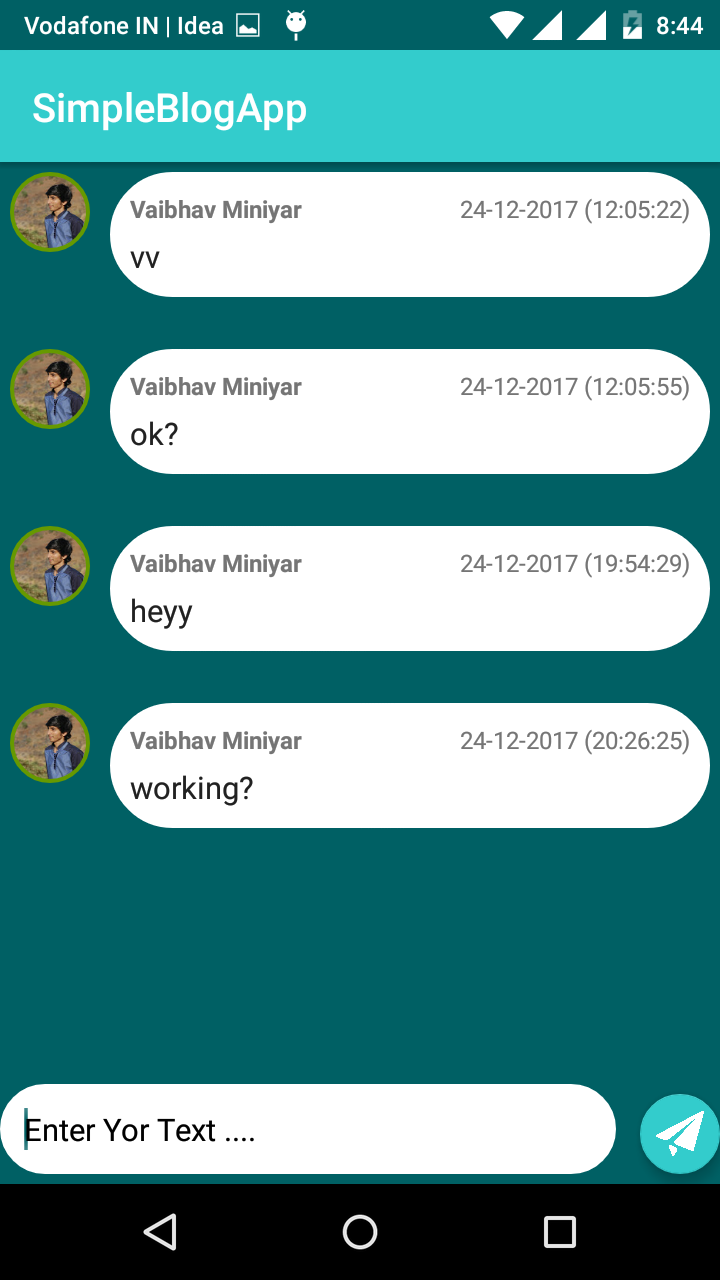 Vodafone IN | Idea 8:44
SimpleBlogApp
Vaibhav Miniyar 24-12-2017 (12:05:22)
vv
Vaibhav Miniyar 24-12-2017 (12:05:55)
ok?
Vaibhav Miniyar 24-12-2017 (19:54:29)
heyy
Vaibhav Miniyar 24-12-2017 (20:26:25)
working?
Enter Yor Text ....